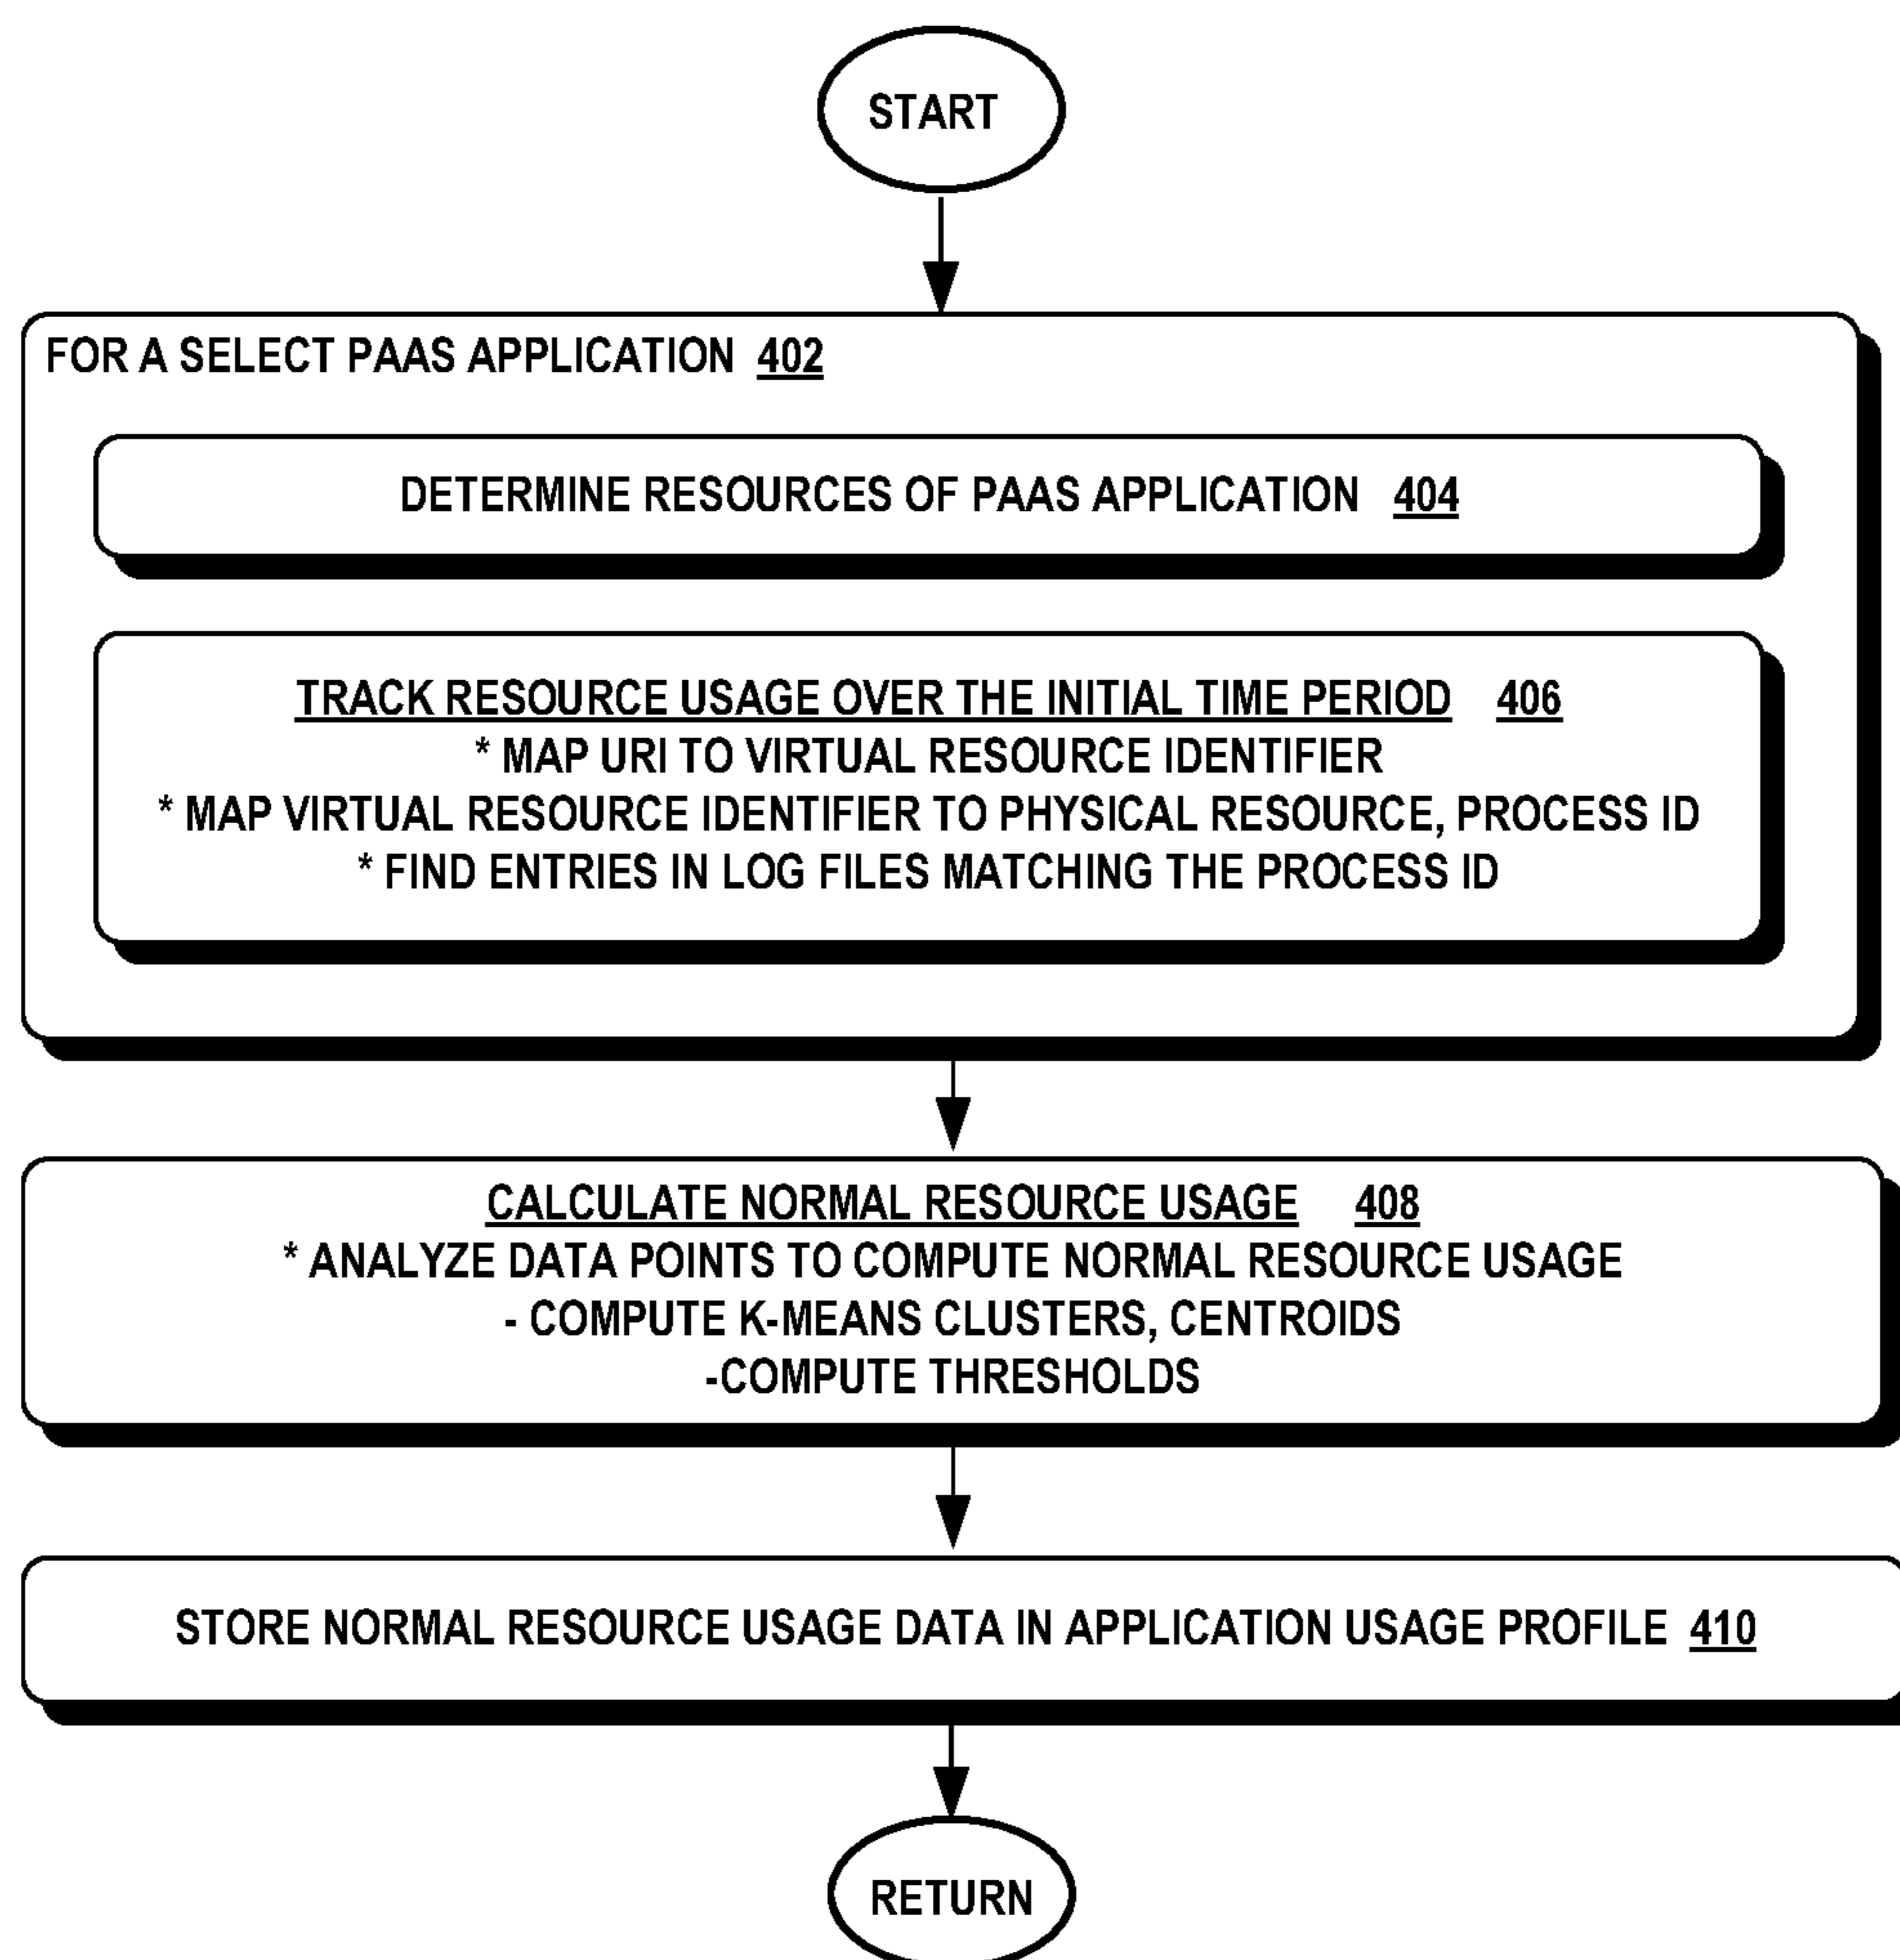 START
FOR A SELECT PAAS APPLICATION 402
DETERMINE RESOURCES OF PAAS APPLICATION 404
TRACK RESOURCE USAGE OVER THE INITIAL TIME PERIOD 406
* MAP URI TO VIRTUAL RESOURCE IDENTIFIER
* MAP VIRTUAL RESOURCE IDENTIFIER TO PHYSICAL RESOURCE, PROCESS ID
* FIND ENTRIES IN LOG FILES MATCHING THE PROCESS ID
CALCULATE NORMAL RESOURCE USAGE 408
* ANALYZE DATA POINTS TO COMPUTE NORMAL RESOURCE USAGE
- COMPUTE K-MEANS CLUSTERS, CENTROIDS
-COMPUTE THRESHOLDS
STORE NORMAL RESOURCE USAGE DATA IN APPLICATION USAGE PROFILE 410
RETURN